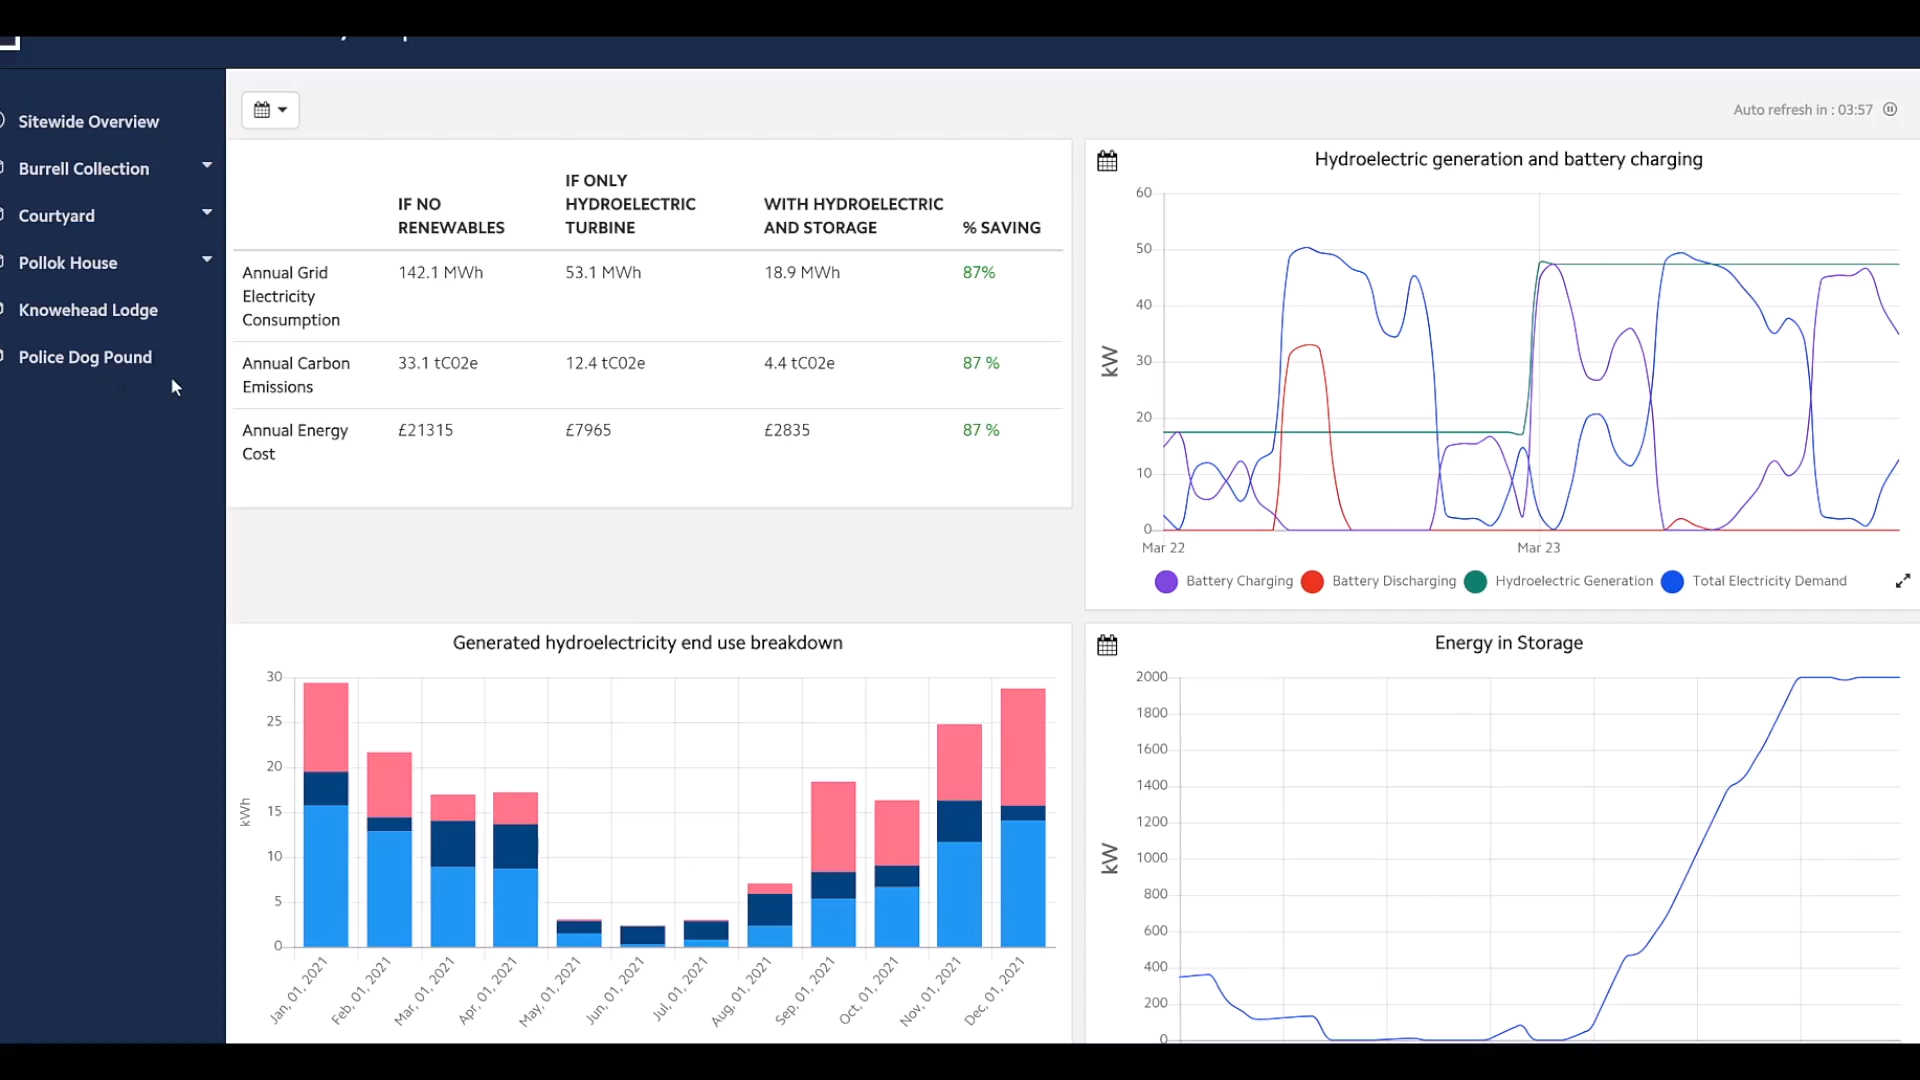 Sitewide Overview
Burrell Collection
Courtyard
Pollok House
Knowehead Lodge
Police Dog Pound
Auto refresh in : 03:57
IF NO
RENEWABLES
IF ONLY
HYDROELECTRIC
TURBINE
WITH HYDROELECTRIC
AND STORAGE
% SAVING
Annual Grid
Electricity
Consumption
142.1 MWh
53.1 MWh
18.9 MWh
87%
Annual Carbon
Emissions
33.1 tC02e
12.4 tC02e
4.4 tC02e
87 %
Annual Energy
Cost
£21315
£7965
£2835
87 %
Hydroelectric generation and battery charging
60
50
40
30
20
10
0
kW
Mar 22
Mar 23
Battery Charging
Battery Discharging
Hydroelectric Generation
Total Electricity Demand
Generated hydroelectricity end use breakdown
30
25
20
15
10
5
0
kWh
Jan, 01, 2021
Feb, 01, 2021
Mar, 01, 2021
Apr, 01, 2021
May, 01, 2021
Jun, 01, 2021
Jul, 01, 2021
Aug, 01, 2021
Sep, 01, 2021
Oct, 01, 2021
Nov, 01, 2021
Dec, 01, 2021
Energy in Storage
2000
1800
1600
1400
1200
1000
800
600
400
200
0
kW